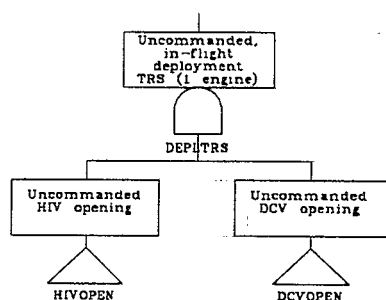 Uncommanded,
in-flight
deployment
TRS (1 engine)
DEPLTRS
Uncommanded
HIV opening
Uncommanded
DCV opening
HIVOPEN
DCVOPEN